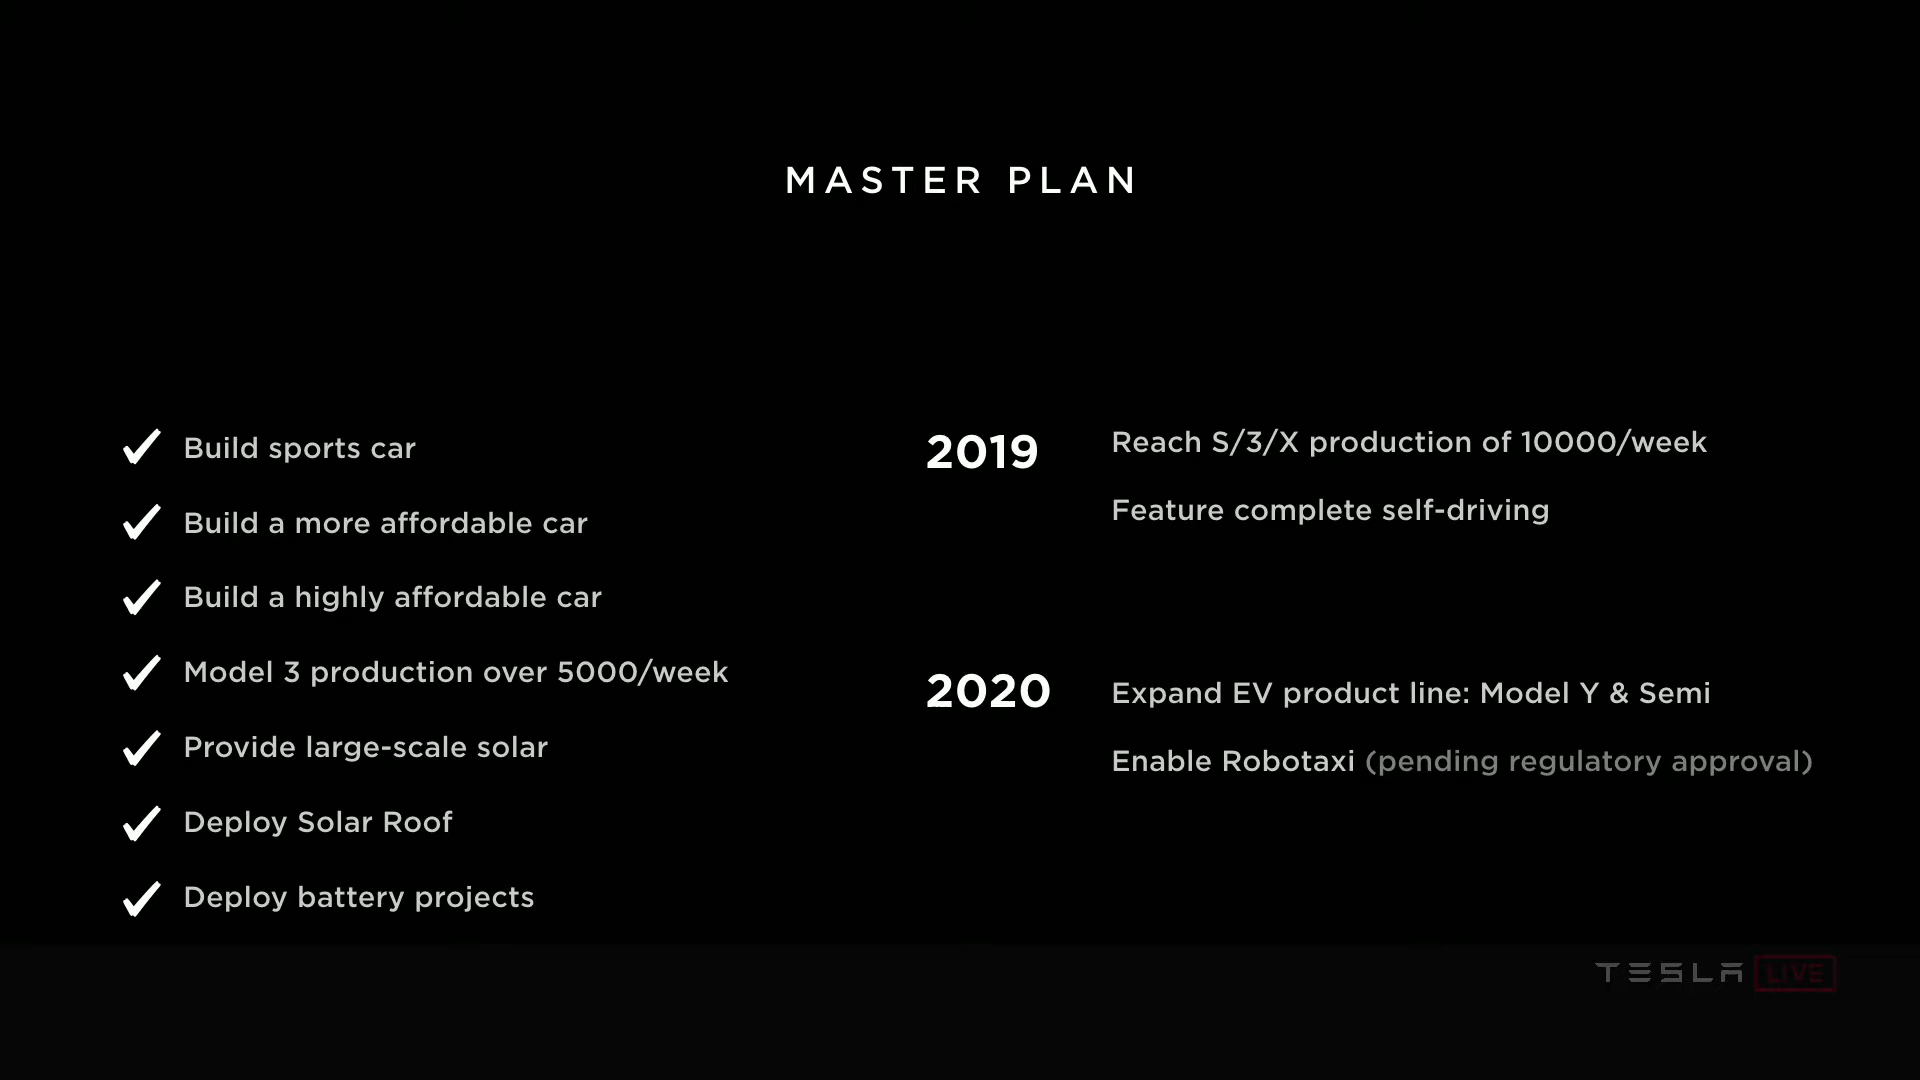 MASTER PLAN
Build sports car
Build a more affordable car
Build a highly affordable car
Model 3 production over 5000/week
Provide large-scale solar
Deploy Solar Roof
Deploy battery projects
2019
Reach S/3/X production of 10000/week
Feature complete self-driving
2020
Expand EV product line: Model Y & Semi
Enable Robotaxi (pending regulatory approval)
TESLA LIVE